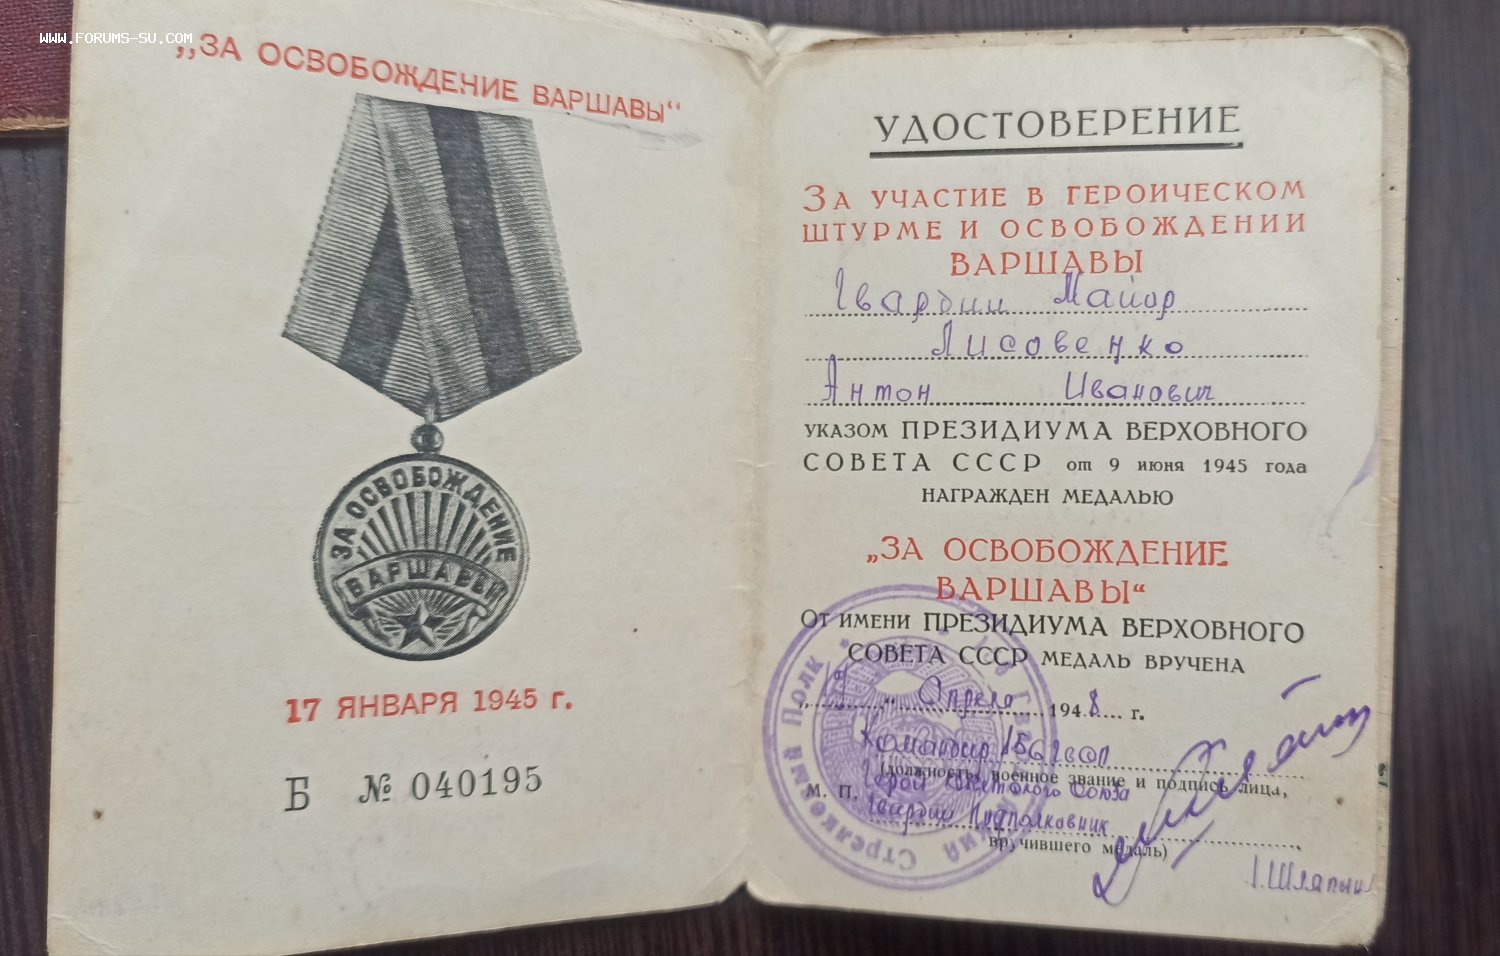 www.forums-su.com
„ЗА ОСВОБОЖДЕНИЕ ВАРШАВЫ“
ЗА ОСВОБОЖДЕНИЕ
ВАРШАВЫ
17 ЯНВАРЯ 1945 г.
Б № 040195
УДОСТОВЕРЕНИЕ
ЗА УЧАСТИЕ В ГЕРОИЧЕСКОМ
ШТУРМЕ И ОСВОБОЖДЕНИИ
ВАРШАВЫ
Гвардии Майор
Лисовенко
Антон Иванович
УКАЗОМ ПРЕЗИДИУМА ВЕРХОВНОГО
СОВЕТА СССР от 9 июня 1945 года
НАГРАЖДЕН МЕДАЛЬЮ
„ЗА ОСВОБОЖДЕНИЕ
ВАРШАВЫ“
От имени ПРЕЗИДИУМА ВЕРХОВНОГО
СОВЕТА СССР МЕДАЛЬ ВРУЧЕНА
„19„ Апреля 1948 г.
Командир
(должность, военное звание и подпись лица,
Герой Советского Союза
М. П. Гвардии Подполковник
вручившего медаль)
Стрелковый Полк